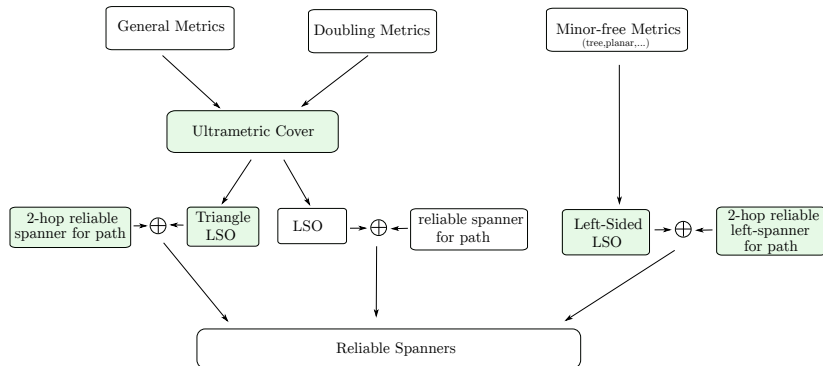 General Metrics
Doubling Metrics
Minor-free Metrics
(tree,planar,...)
Ultrametric Cover
2-hop reliable
spanner for path
Triangle
LSO
LSO
reliable spanner
for path
Left-Sided
LSO
2-hop reliable
left-spanner
for path
Reliable Spanners